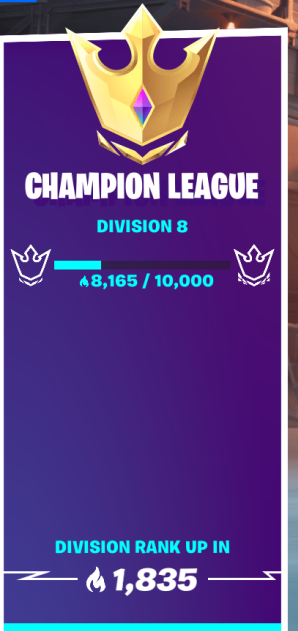 CHAMPION LEAGUE
DIVISION 8
8,165 / 10,000
DIVISION RANK UP IN
1,835